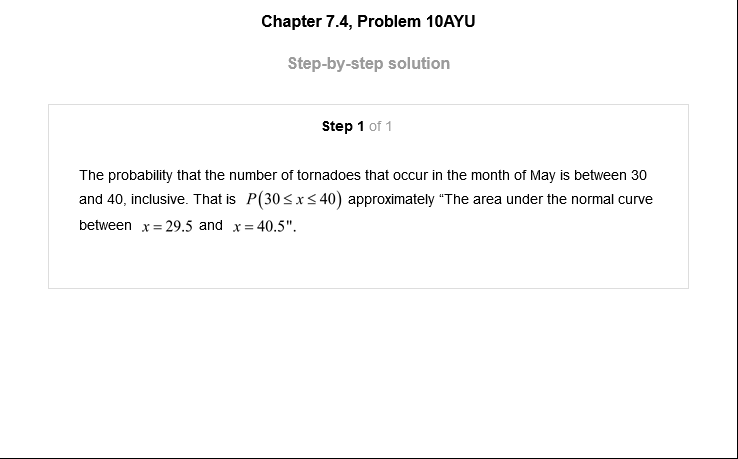 Chapter 7.4, Problem 10AYU
Step-by-step solution
Step 1 of 1
The probability that the number of tornadoes that occur in the month of May is between 30
and 40, inclusive. That is P(30≤x≤40) approximately “The area under the normal curve
between x=29.5 and x=40.5".